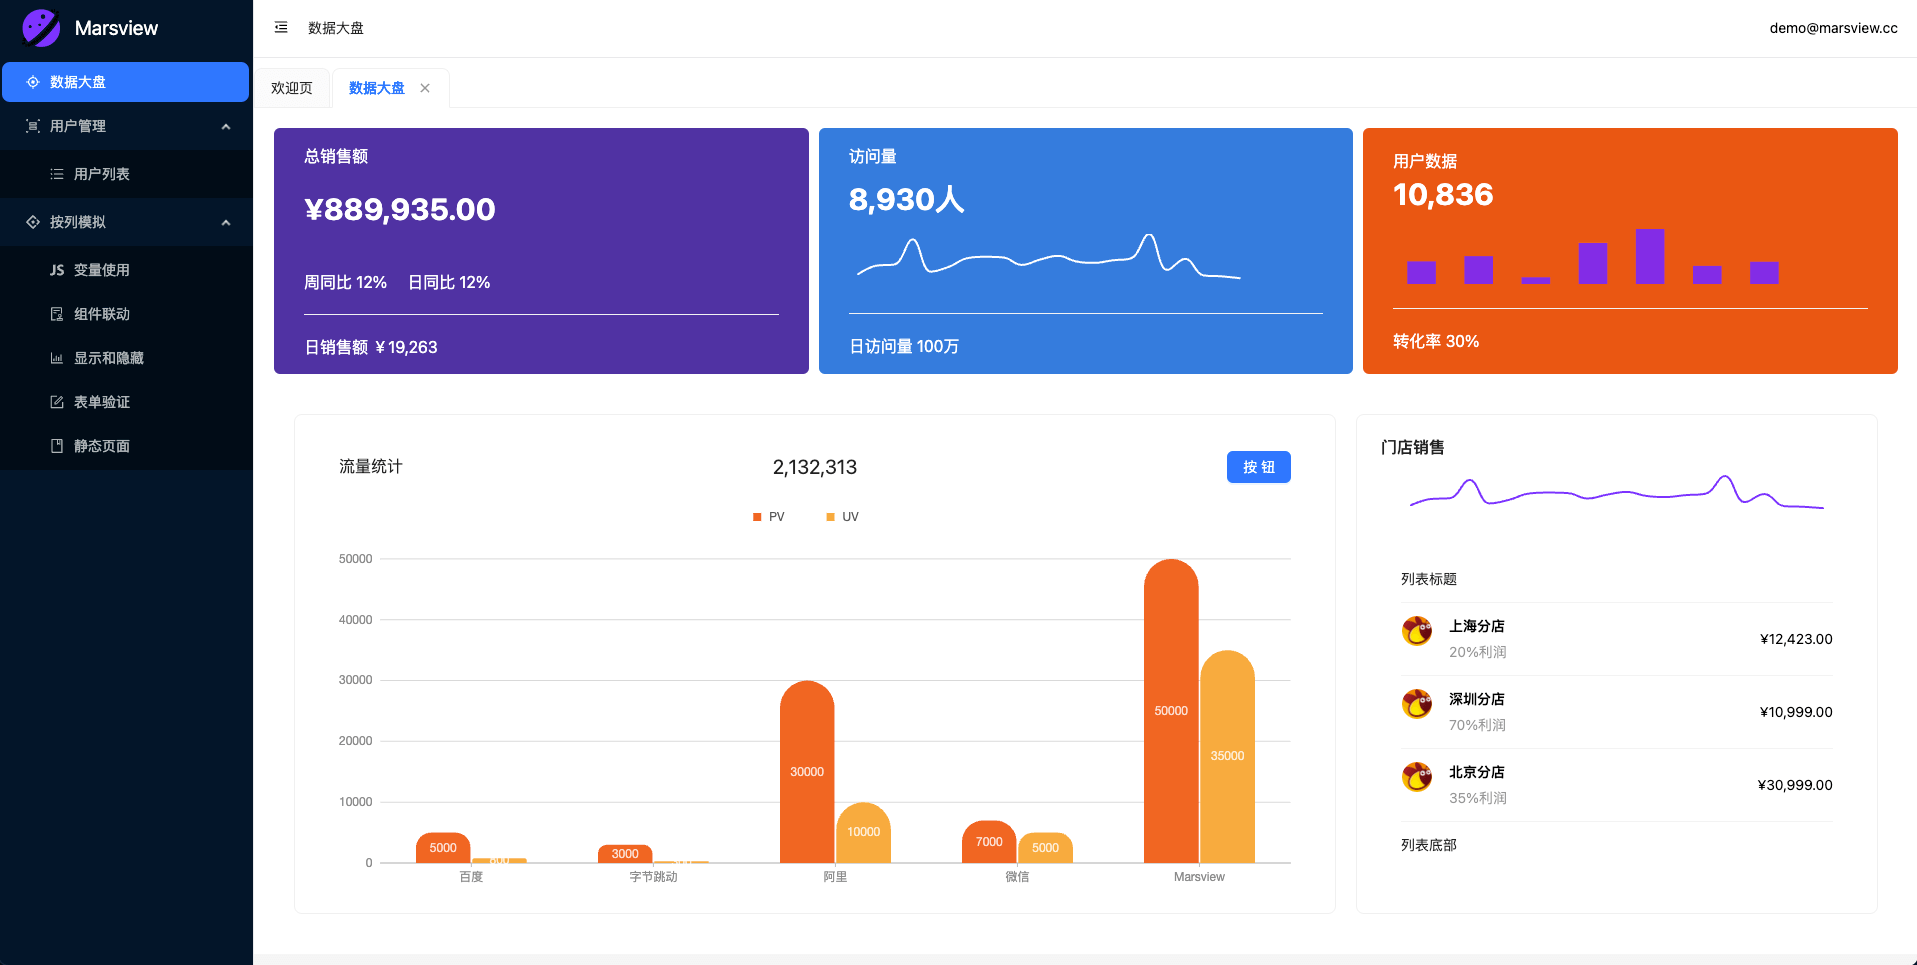 Marsview
数据大盘
用户管理
用户列表
按列模拟
JS 变量使用
组件联动
显示和隐藏
表单验证
静态页面
数据大盘
demo@marsview.cc
欢迎页
数据大盘
总销售额
¥889,935.00
周同比 12% 日同比 12%
日销售额 ¥19,263
访问量
8,930人
日访问量 100万
用户数据
10,836
转化率 30%
流量统计
2,132,313
按 钮
PV
UV
50000
40000
30000
20000
10000
0
5000
3000
30000
10000
7000
5000
50000
35000
百度
字节跳动
阿里
微信
Marsview
门店销售
列表标题
上海分店
20%利润
¥12,423.00
深圳分店
70%利润
¥10,999.00
北京分店
35%利润
¥30,999.00
列表底部